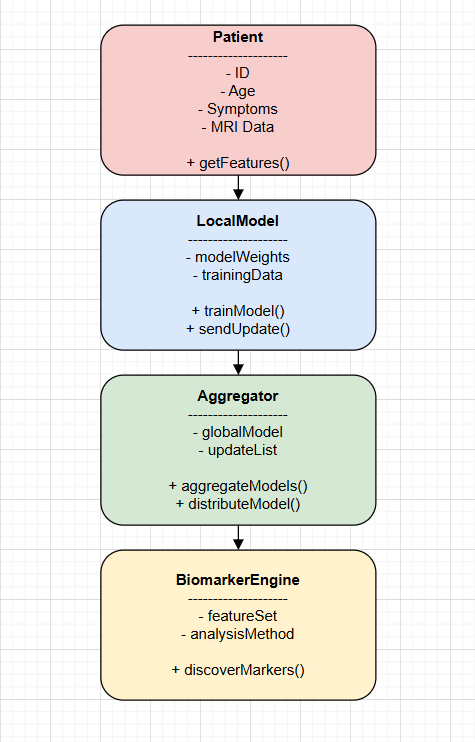 Patient
--------------------
- ID
- Age
- Symptoms
- MRI Data
+ getFeatures()
LocalModel
--------------------
- modelWeights
- trainingData
+ trainModel()
+ sendUpdate()
Aggregator
--------------------
- globalModel
- updateList
+ aggregateModels()
+ distributeModel()
BiomarkerEngine
--------------------
- featureSet
- analysisMethod
+ discoverMarkers()